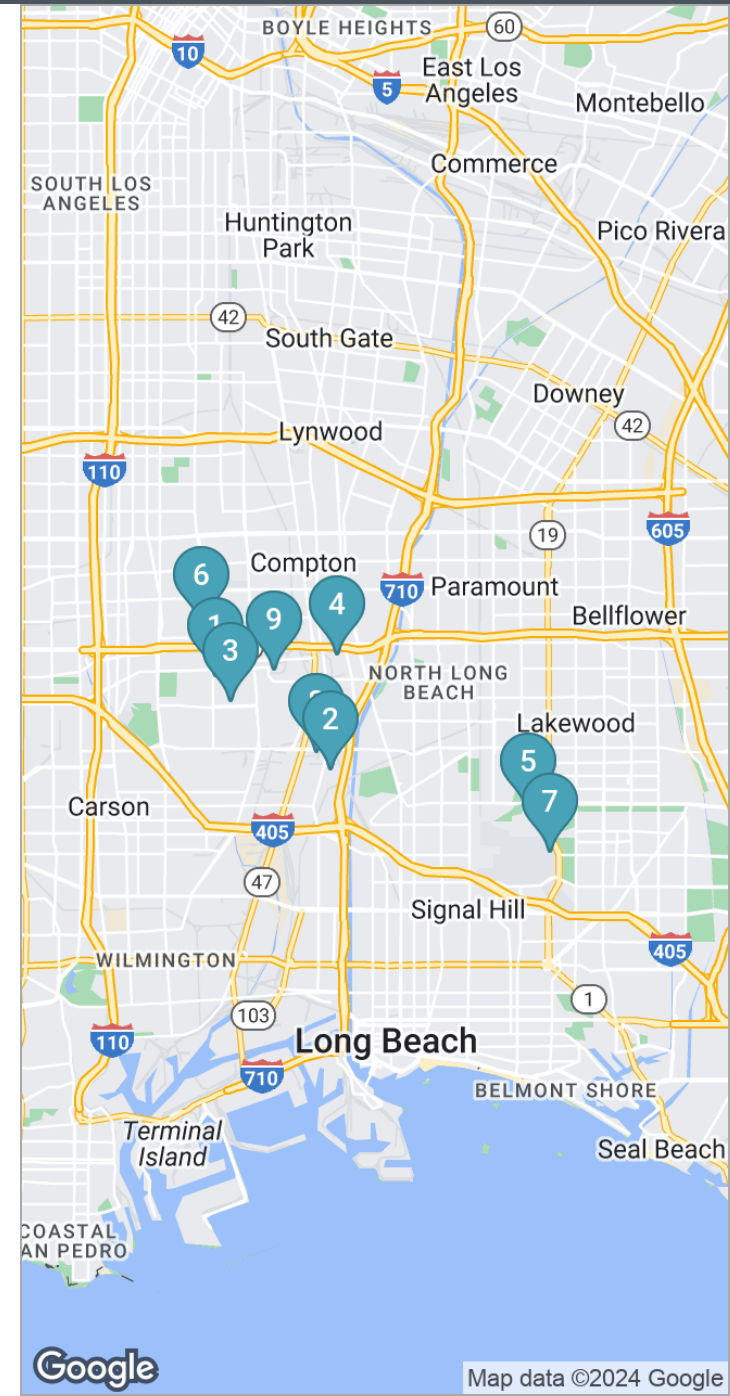 BOYLE HEIGHTS
60
10
East Los
Angeles
5
Montebello
Commerce
SOUTH LOS
ANGELES
Huntington
Park
Pico Rivera
42
South Gate
Downey
42
Lynwood
110
19
605
Compton
6
710
Paramount
4
Bellflower
9
1
3
NORTH LONG
BEACH
2
Lakewood
5
7
Carson
405
47
Signal Hill
405
WILMINGTON
1
103
110
Long Beach
710
BELMONT SHORE
Terminal
Island
Seal Beach
COASTAL
AN PEDRO
Google
Map data ©2024 Google